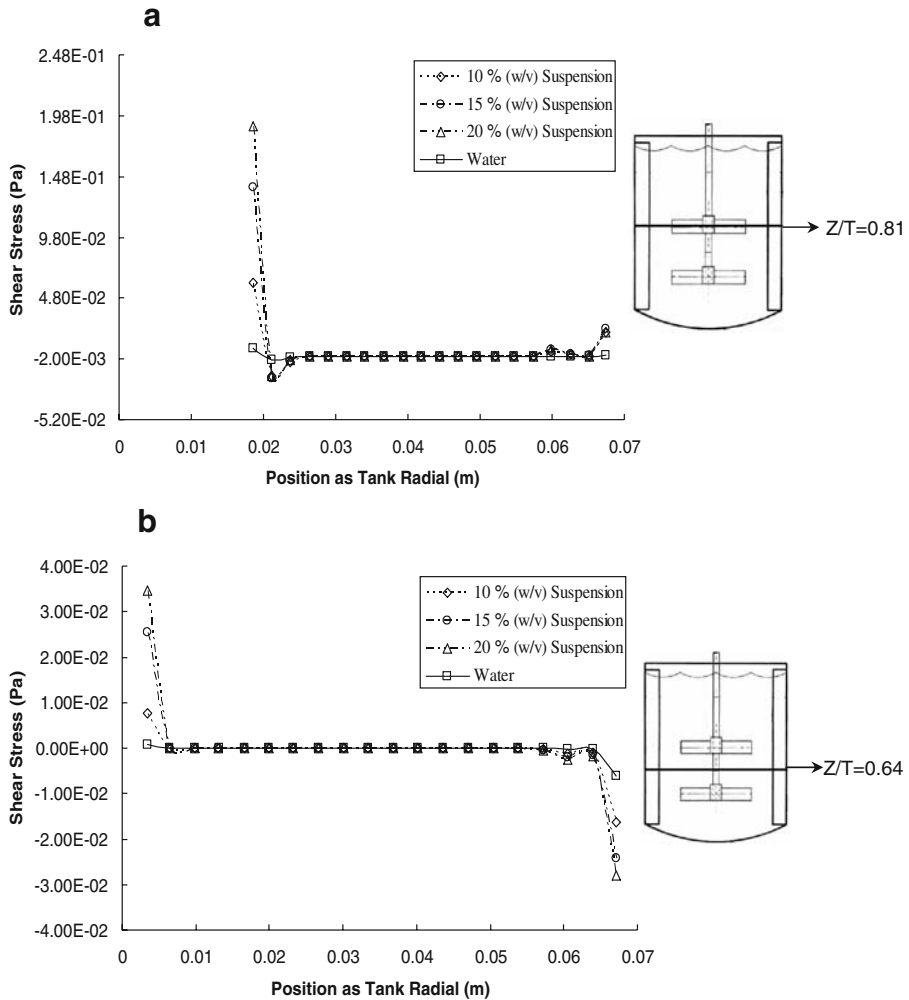 a
2.48E-01
1.98E-01
1.48E-01
9.80E-02
4.80E-02
-2.00E-03
-5.20E-02
Shear Stress (Pa)
10 % (w/v) Suspension
15 % (w/v) Suspension
20 % (w/v) Suspension
Water
Z/T=0.81
0 0.01 0.02 0.03 0.04 0.05 0.06 0.07
Position as Tank Radial (m)
b
4.00E-02
3.00E-02
2.00E-02
1.00E-02
0.00E+00
-1.00E-02
-2.00E-02
-3.00E-02
-4.00E-02
Shear Stress (Pa)
10 % (w/v) Suspension
15 % (w/v) Suspension
20 % (w/v) Suspension
Water
Z/T=0.64
0 0.01 0.02 0.03 0.04 0.05 0.06 0.07
Position as Tank Radial (m)